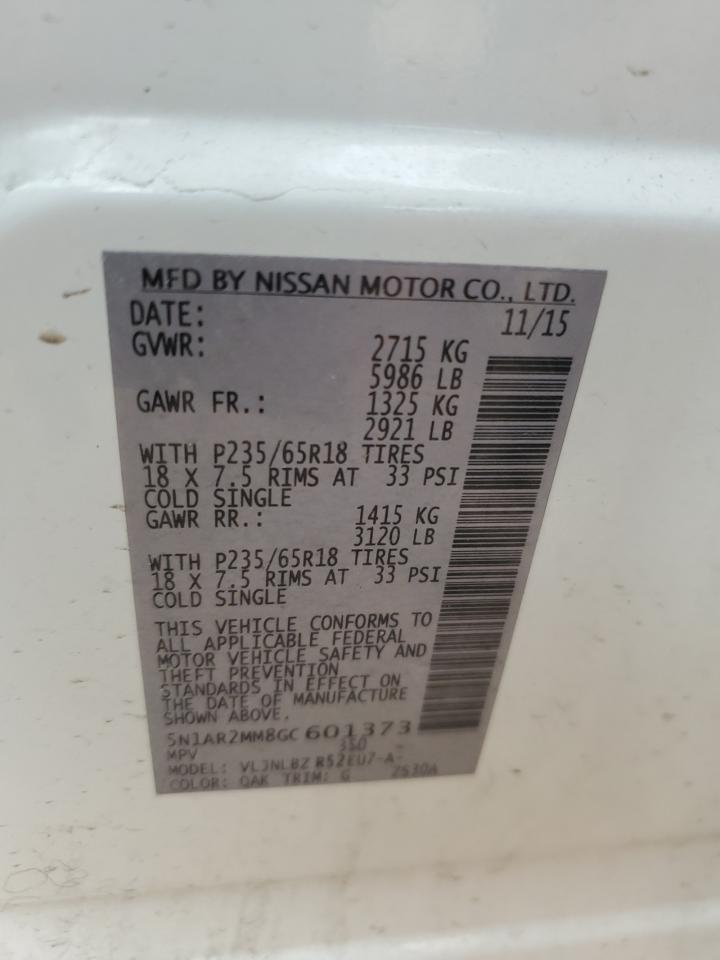 MFD BY NISSAN MOTOR CO., LTD.
DATE: 11/15
GVWR: 2715 KG
5986 LB
GAWR FR.: 1325 KG
2921 LB
WITH P235/65R18 TIRES
18 X 7.5 RIMS AT 33 PSI
COLD SINGLE
GAWR RR.: 1415 KG
3120 LB
WITH P235/65R18 TIRES
18 X 7.5 RIMS AT 33 PSI
COLD SINGLE
THIS VEHICLE CONFORMS TO
ALL APPLICABLE FEDERAL
MOTOR VEHICLE SAFETY AND
THEFT PREVENTION
STANDARDS IN EFFECT ON
THE DATE OF MANUFACTURE
SHOWN ABOVE.
5N1AR2MM8GC601373
MPV
MODEL: VLJNLBZ R52EU7-A-
COLOR: QAK TRIM: G